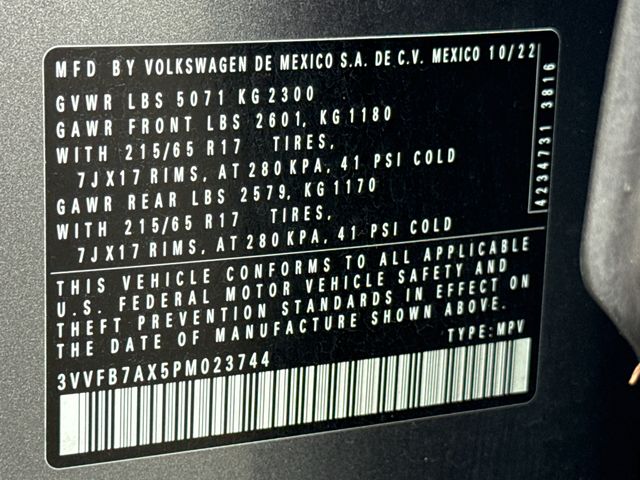 MFD BY VOLKSWAGEN DE MEXICO S.A. DE C.V. MEXICO 10/22
GVWR LBS 5071 KG 2300
GAWR FRONT LBS 2601, KG 1180
WITH 215/65 R17 TIRES,
7JX17 RIMS, AT 280 KPA, 41 PSI COLD
GAWR REAR LBS 2579, KG 1170
WITH 215/65 R17 TIRES,
7JX17 RIMS, AT 280 KPA, 41 PSI COLD
4234731 3816
THIS VEHICLE CONFORMS TO ALL APPLICABLE
U.S. FEDERAL MOTOR VEHICLE SAFETY AND
THEFT PREVENTION STANDARDS IN EFFECT ON
THE DATE OF MANUFACTURE SHOWN ABOVE.
TYPE: MPV
3VVFB7AX5PM023744